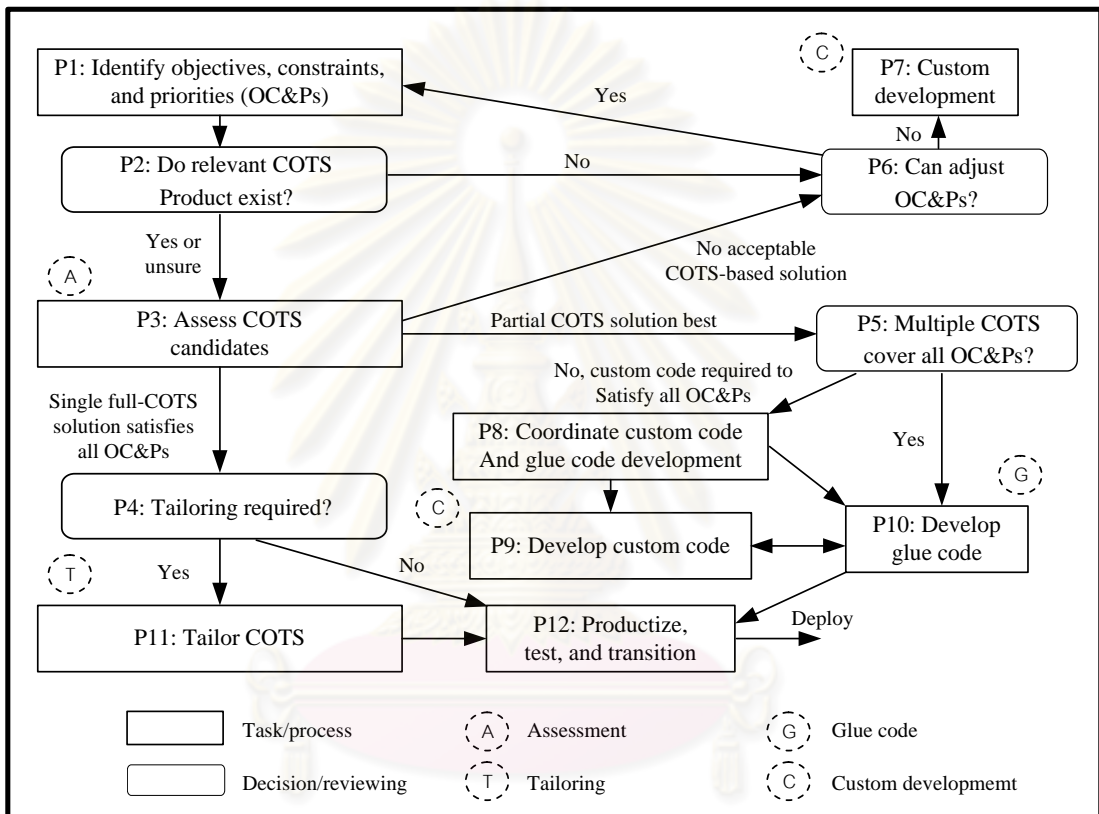 P1: Identify objectives, constraints,
and priorities (OC&Ps)
C
P7: Custom
development
Yes
No
P2: Do relevant COTS
Product exist?
No
P6: Can adjust
OC&Ps?
Yes or
unsure
No acceptable
COTS-based solution
A
P3: Assess COTS
candidates
Partial COTS solution best
P5: Multiple COTS
cover all OC&Ps?
No, custom code required to
Satisfy all OC&Ps
Single full-COTS
solution satisfies
all OC&Ps
P8: Coordinate custom code
And glue code development
Yes
G
P4: Tailoring required?
C
P9: Develop custom code
P10: Develop
glue code
T
Yes
No
Deploy
P11: Tailor COTS
P12: Productize,
test, and transition
Task/process
A
Assessment
G
Glue code
Decision/reviewing
T
Tailoring
C
Custom developmemt